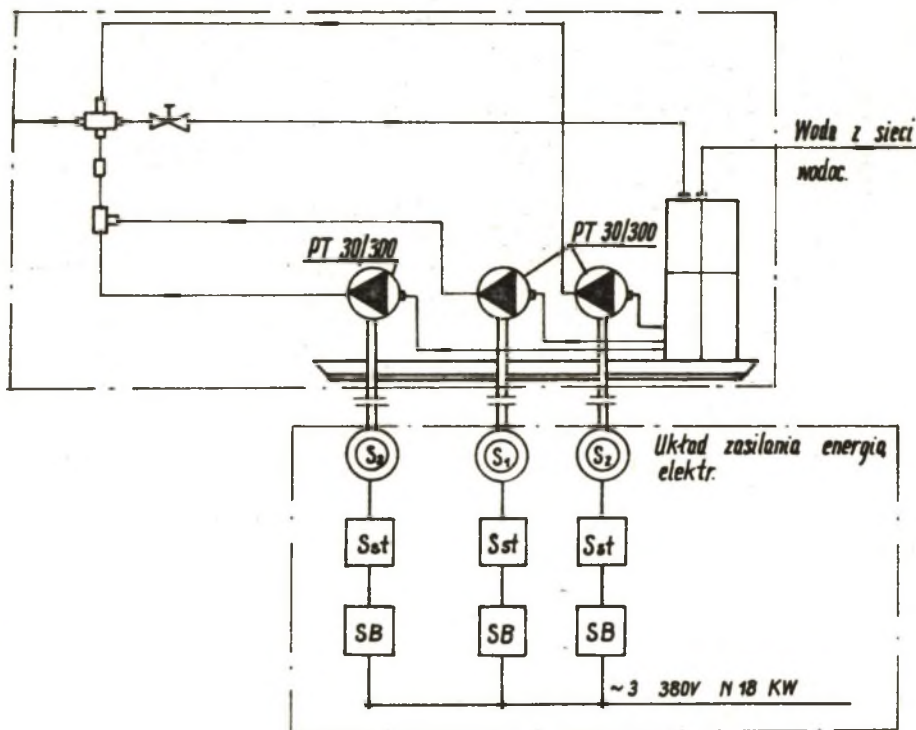 Woda z sieci
wodoc.
PT 30/300
PT 30/300
S₃ S₁ S₂
Układ zasilania energią
elektr.
Sst Sst Sst
SB SB SB
~3 380V N 18 KW